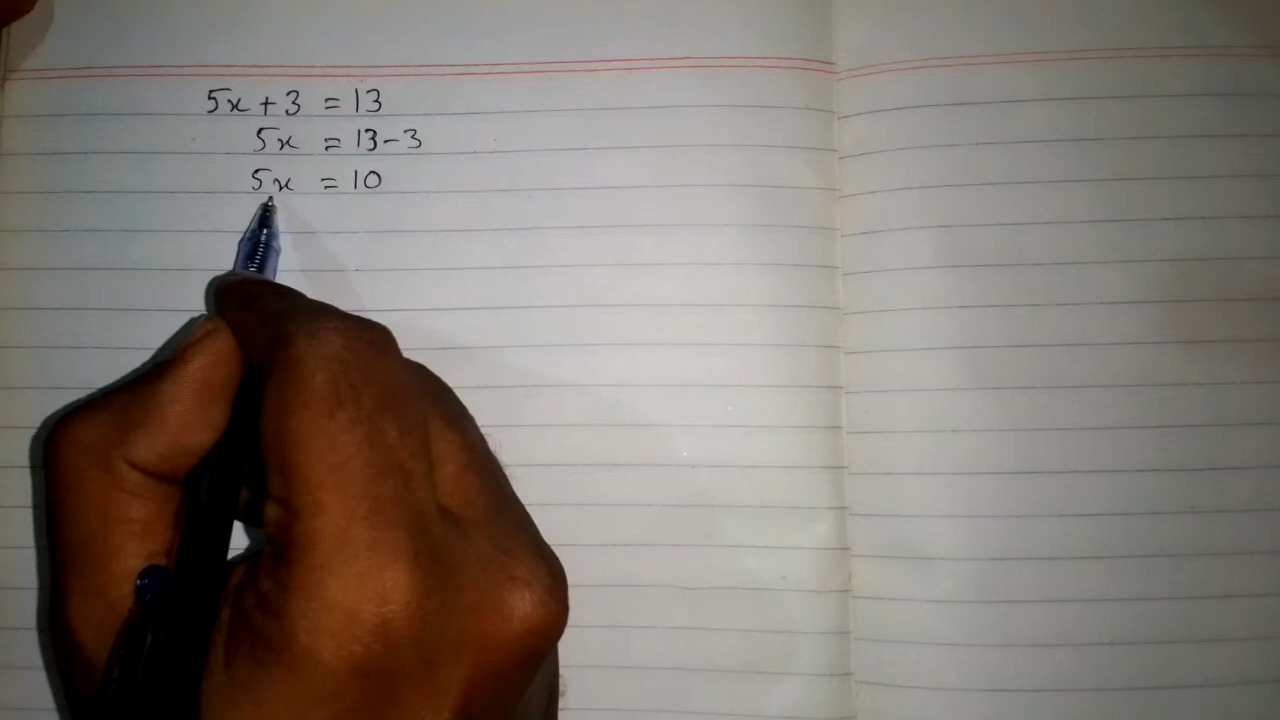 5x + 3 = 13
5x = 13 - 3
5x = 10